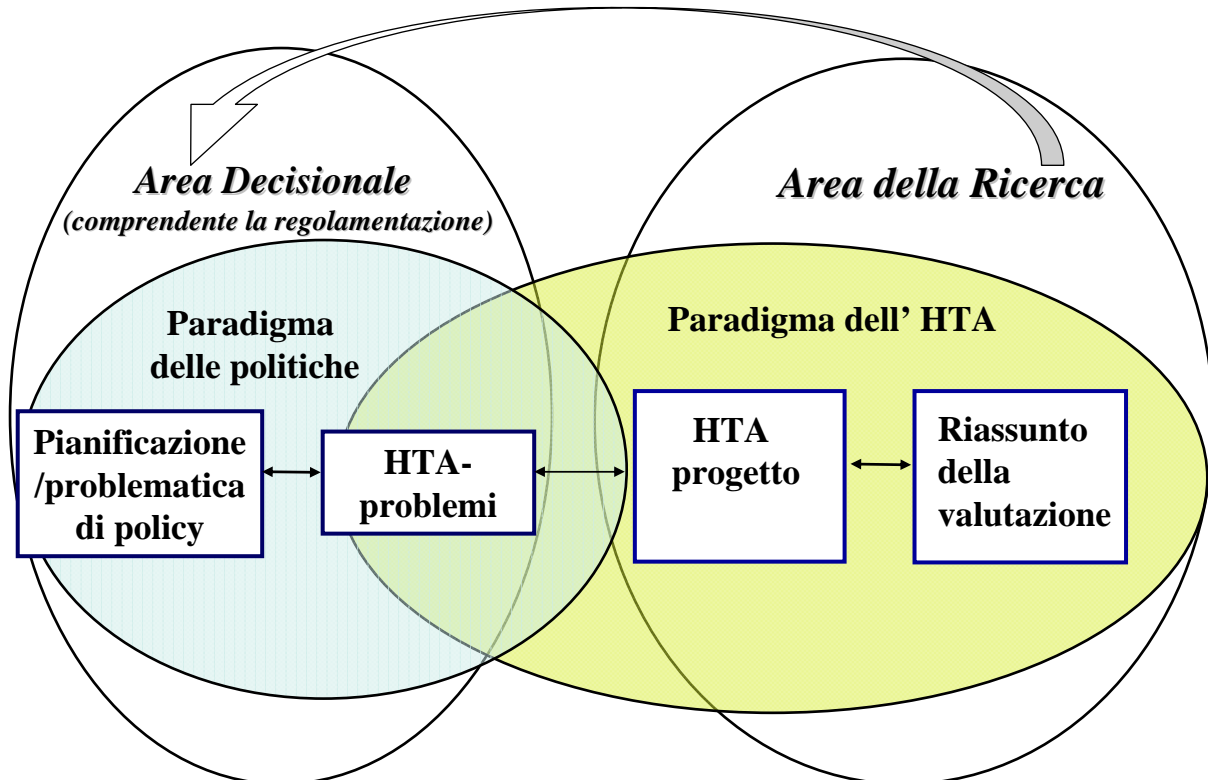 Area Decisionale
(comprendente la regolamentazione)
Area della Ricerca
Paradigma
delle politiche
Paradigma dell’ HTA
Pianificazione
/problematica
di policy
HTA-
problemi
HTA
progetto
Riassunto
della
valutazione